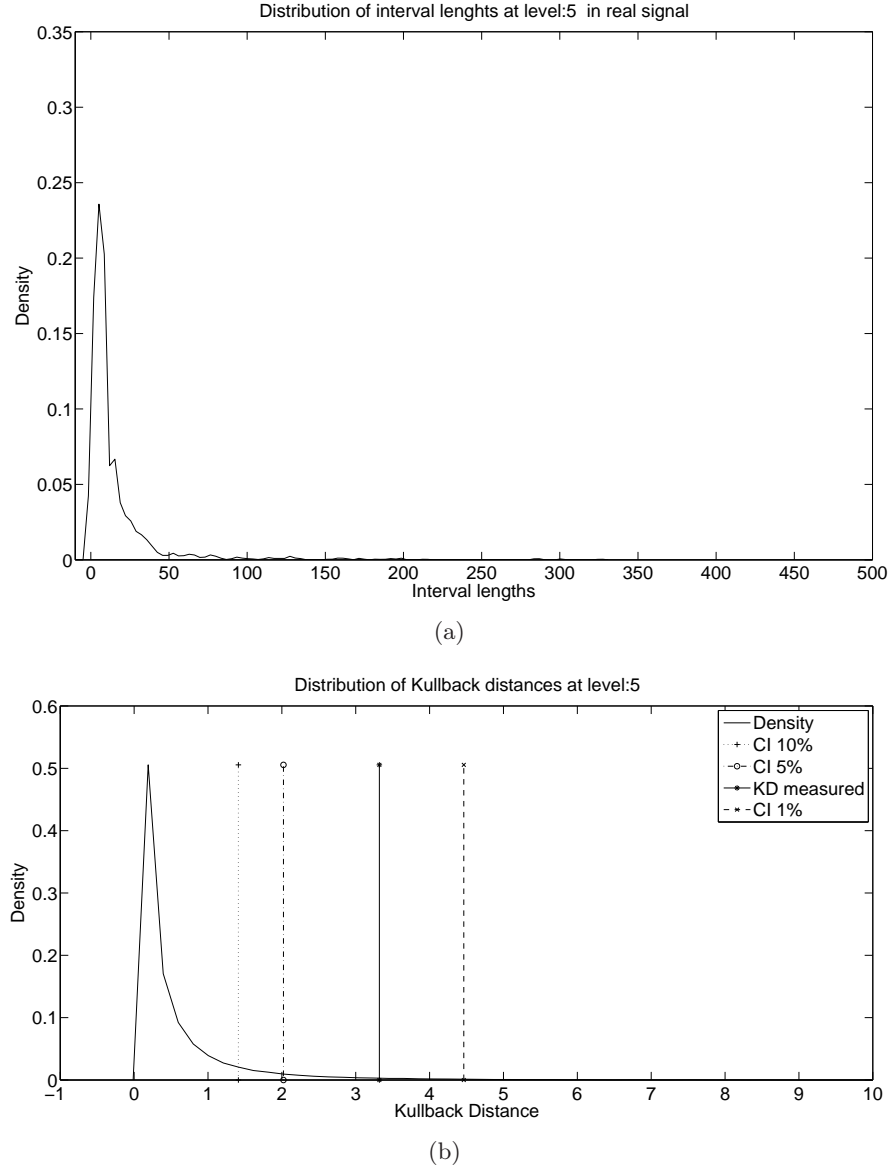 Distribution of interval lenghts at level:5 in real signal
0.35
0.3
0.25
0.2
0.15
0.1
0.05
0
Density
0 50 100 150 200 250 300 350 400 450 500
Interval lengths
(a)
Distribution of Kullback distances at level:5
0.6
0.5
0.4
0.3
0.2
0.1
0
Density
Density
CI 10%
CI 5%
KD measured
CI 1%
−1 0 1 2 3 4 5 6 7 8 9 10
Kullback Distance
(b)